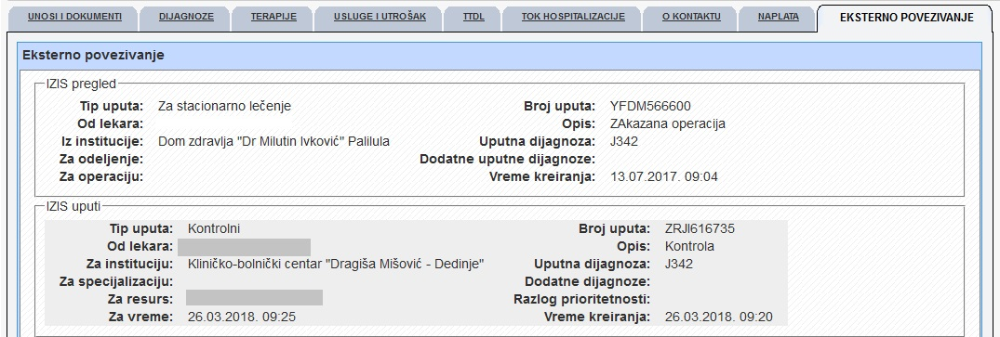 UNOSI I DOKUMENTI DIJAGNOZE TERAPIJE USLUGE I UTROŠAK TTDL TOK HOSPITALIZACIJE O KONTAKTU NAPLATA EKSTERNO POVEZIVANJE
Eksterno povezivanje
IZIS pregled
Tip uputa: Za stacionarno lečenje Broj uputa: YFDM566600
Od lekara: Opis: ZAkazana operacija
Iz institucije: Dom zdravlja "Dr Milutin Ivković" Palilula Uputna dijagnoza: J342
Za odeljenje: Dodatne uputne dijagnoze:
Za operaciju: Vreme kreiranja: 13.07.2017. 09:04
IZIS uputi
Tip uputa: Kontrolni Broj uputa: ZRJI616735
Od lekara: Opis: Kontrola
Za instituciju: Kliničko-bolnički centar "Dragiša Mišović - Dedinje" Uputna dijagnoza: J342
Za specijalizaciju: Dodatne dijagnoze:
Za resurs: Razlog prioritetnosti:
Za vreme: 26.03.2018. 09:25 Vreme kreiranja: 26.03.2018. 09:20